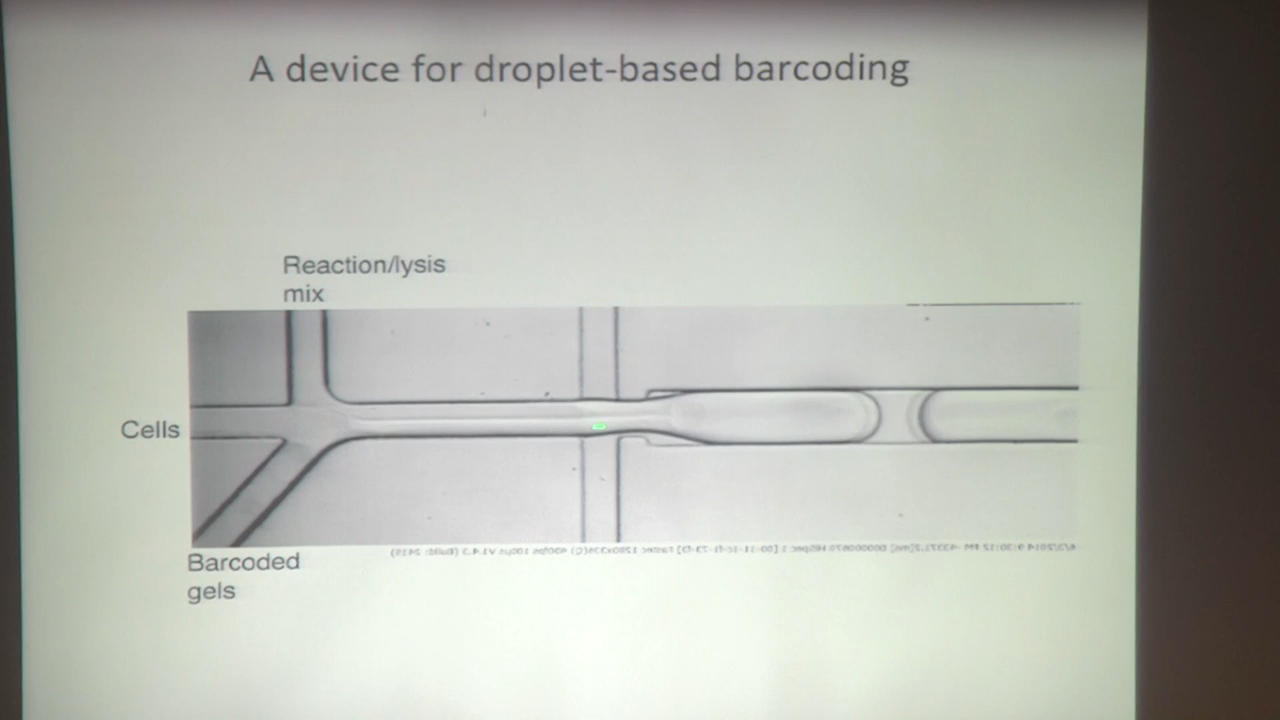 A device for droplet-based barcoding
Reaction/lysis
mix
Cells
Barcoded
gels